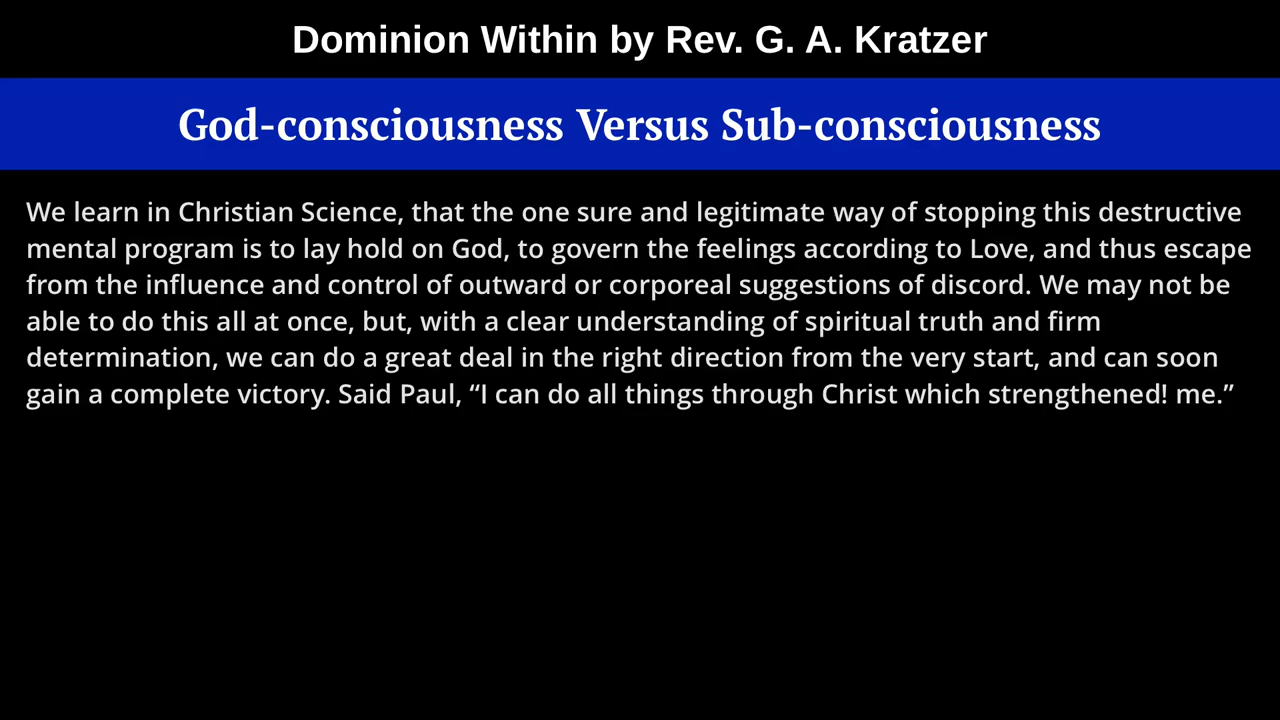 Dominion Within by Rev. G. A. Kratzer
God-consciousness Versus Sub-consciousness
We learn in Christian Science, that the one sure and legitimate way of stopping this destructive
mental program is to lay hold on God, to govern the feelings according to Love, and thus escape
from the influence and control of outward or corporeal suggestions of discord. We may not be
able to do this all at once, but, with a clear understanding of spiritual truth and firm
determination, we can do a great deal in the right direction from the very start, and can soon
gain a complete victory. Said Paul, “I can do all things through Christ which strengthened! me.”